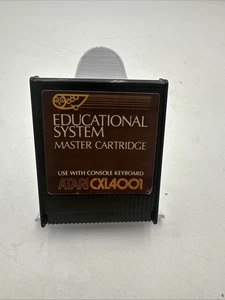 EDUCATIONAL
SYSTEM
MASTER CARTRIDGE
USE WITH CONSOLE KEYBOARD
ATARI CXL4001